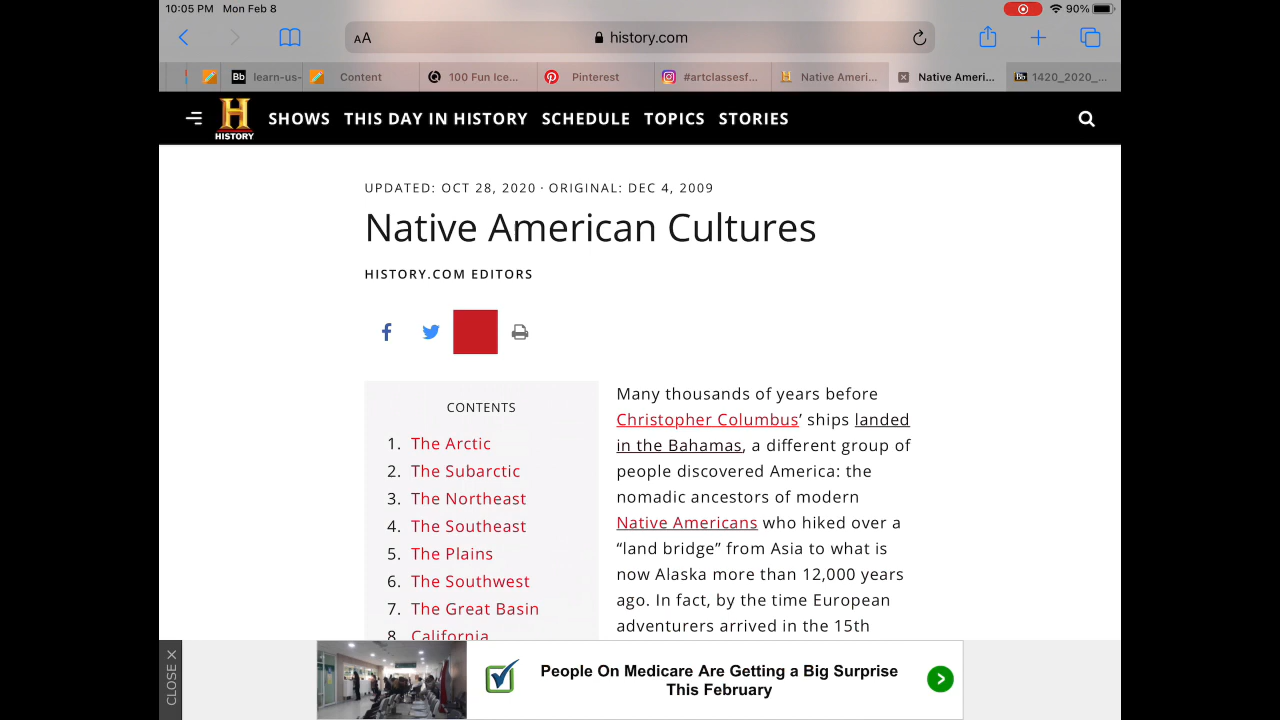 10:05 PM Mon Feb 8
90%
AA
history.com
Bb learn-us-
Content
100 Fun Ice...
Pinterest
#artclassesf...
H Native Ameri...
Native Ameri...
Bb 1420_2020_...
H
HISTORY
SHOWS THIS DAY IN HISTORY SCHEDULE TOPICS STORIES
UPDATED: OCT 28, 2020 · ORIGINAL: DEC 4, 2009
Native American Cultures
HISTORY.COM EDITORS
CONTENTS
1. The Arctic
2. The Subarctic
3. The Northeast
4. The Southeast
5. The Plains
6. The Southwest
7. The Great Basin
8. California
Many thousands of years before
Christopher Columbus’ ships landed
in the Bahamas, a different group of
people discovered America: the
nomadic ancestors of modern
Native Americans who hiked over a
“land bridge” from Asia to what is
now Alaska more than 12,000 years
ago. In fact, by the time European
adventurers arrived in the 15th
CLOSE X
People On Medicare Are Getting a Big Surprise
This February